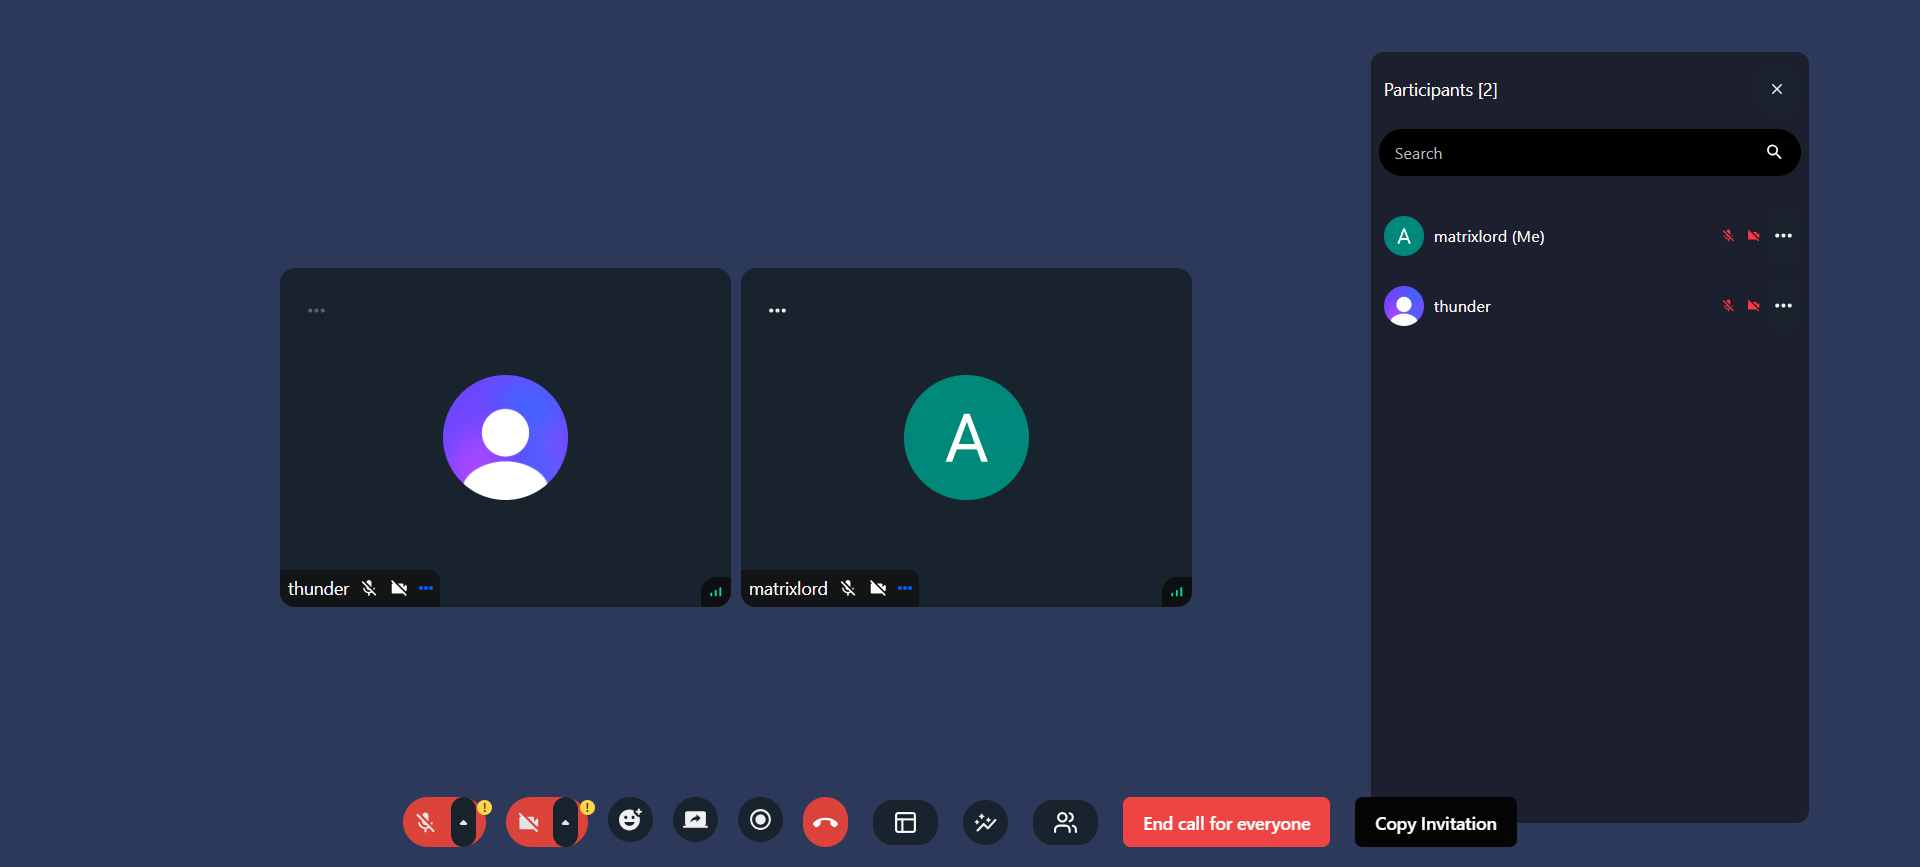 Participants [2]
Search
A matrixlord (Me)
thunder
A
thunder
matrixlord
!
!
End call for everyone
Copy Invitation